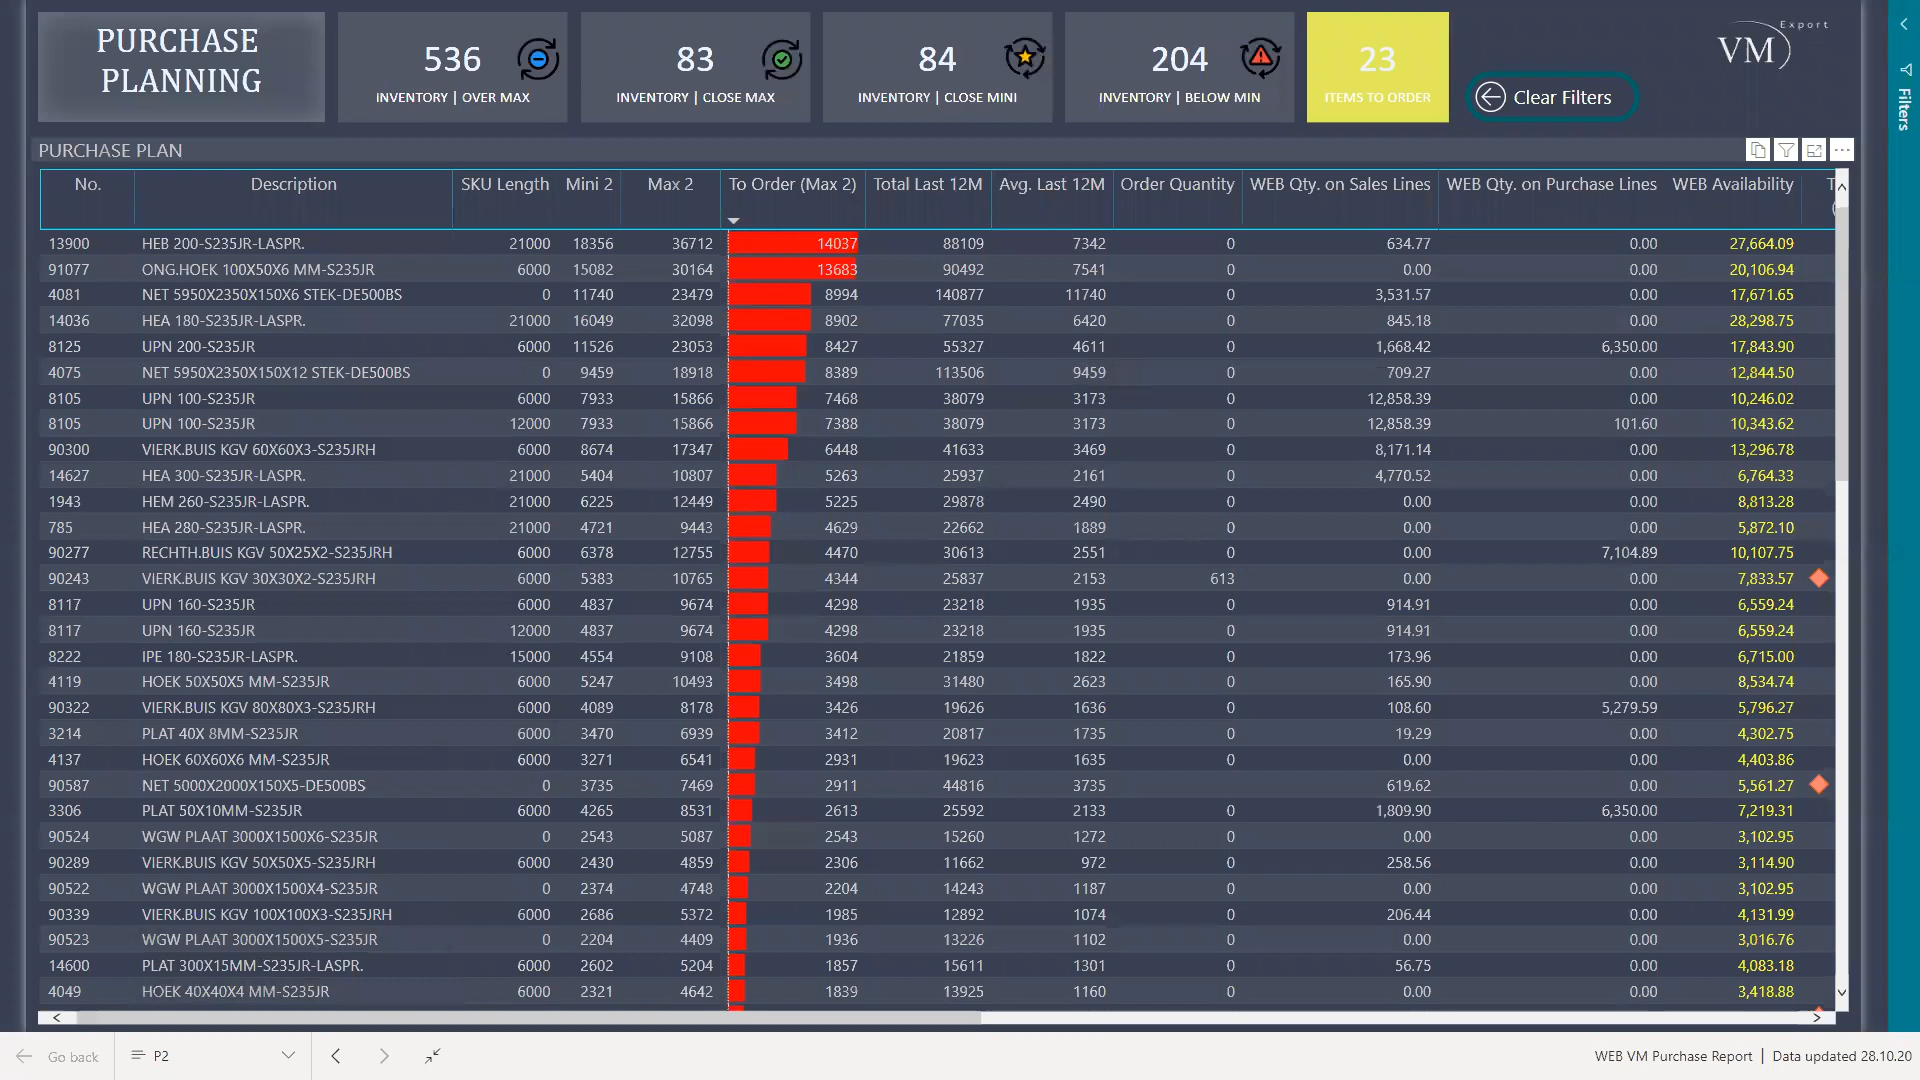 PURCHASE
PLANNING
536
INVENTORY | OVER MAX
83
INVENTORY | CLOSE MAX
84
INVENTORY | CLOSE MINI
204
INVENTORY | BELOW MIN
23
ITEMS TO ORDER
Clear Filters
Export
VM
Filters
PURCHASE PLAN
No. Description SKU Length Mini 2 Max 2 To Order (Max 2) Total Last 12M Avg. Last 12M Order Quantity WEB Qty. on Sales Lines WEB Qty. on Purchase Lines WEB Availability
13900 HEB 200-S235JR-LASPR. 21000 18356 36712 14037 88109 7342 0 634.77 0.00 27,664.09
91077 ONG.HOEK 100X50X6 MM-S235JR 6000 15082 30164 13683 90492 7541 0 0.00 0.00 20,106.94
4081 NET 5950X2350X150X6 STEK-DE500BS 0 11740 23479 8994 140877 11740 0 3,531.57 0.00 17,671.65
14036 HEA 180-S235JR-LASPR. 21000 16049 32098 8902 77035 6420 0 845.18 0.00 28,298.75
8125 UPN 200-S235JR 6000 11526 23053 8427 55327 4611 0 1,668.42 6,350.00 17,843.90
4075 NET 5950X2350X150X12 STEK-DE500BS 0 9459 18918 8389 113506 9459 0 709.27 0.00 12,844.50
8105 UPN 100-S235JR 6000 7933 15866 7468 38079 3173 0 12,858.39 0.00 10,246.02
8105 UPN 100-S235JR 12000 7933 15866 7388 38079 3173 0 12,858.39 101.60 10,343.62
90300 VIERK.BUIS KGV 60X60X3-S235JRH 6000 8674 17347 6448 41633 3469 0 8,171.14 0.00 13,296.78
14627 HEA 300-S235JR-LASPR. 21000 5404 10807 5263 25937 2161 0 4,770.52 0.00 6,764.33
1943 HEM 260-S235JR-LASPR. 21000 6225 12449 5225 29878 2490 0 0.00 0.00 8,813.28
785 HEA 280-S235JR-LASPR. 21000 4721 9443 4629 22662 1889 0 0.00 0.00 5,872.10
90277 RECHTH.BUIS KGV 50X25X2-S235JRH 6000 6378 12755 4470 30613 2551 0 0.00 7,104.89 10,107.75
90243 VIERK.BUIS KGV 30X30X2-S235JRH 6000 5383 10765 4344 25837 2153 613 0.00 0.00 7,833.57
8117 UPN 160-S235JR 6000 4837 9674 4298 23218 1935 0 914.91 0.00 6,559.24
8117 UPN 160-S235JR 12000 4837 9674 4298 23218 1935 0 914.91 0.00 6,559.24
8222 IPE 180-S235JR-LASPR. 15000 4554 9108 3604 21859 1822 0 173.96 0.00 6,715.00
4119 HOEK 50X50X5 MM-S235JR 6000 5247 10493 3498 31480 2623 0 165.90 0.00 8,534.74
90322 VIERK.BUIS KGV 80X80X3-S235JRH 6000 4089 8178 3426 19626 1636 0 108.60 5,279.59 5,796.27
3214 PLAT 40X 8MM-S235JR 6000 3470 6939 3412 20817 1735 0 19.29 0.00 4,302.75
4137 HOEK 60X60X6 MM-S235JR 6000 3271 6541 2931 19623 1635 0 0.00 0.00 4,403.86
90587 NET 5000X2000X150X5-DE500BS 0 3735 7469 2911 44816 3735 619.62 0.00 5,561.27
3306 PLAT 50X10MM-S235JR 6000 4265 8531 2613 25592 2133 0 1,809.90 6,350.00 7,219.31
90524 WGW PLAAT 3000X1500X6-S235JR 0 2543 5087 2543 15260 1272 0 0.00 0.00 3,102.95
90289 VIERK.BUIS KGV 50X50X5-S235JRH 6000 2430 4859 2306 11662 972 0 258.56 0.00 3,114.90
90522 WGW PLAAT 3000X1500X4-S235JR 0 2374 4748 2204 14243 1187 0 0.00 0.00 3,102.95
90339 VIERK.BUIS KGV 100X100X3-S235JRH 6000 2686 5372 1985 12892 1074 0 206.44 0.00 4,131.99
90523 WGW PLAAT 3000X1500X5-S235JR 0 2204 4409 1936 13226 1102 0 0.00 0.00 3,016.76
14600 PLAT 300X15MM-S235JR-LASPR. 6000 2602 5204 1857 15611 1301 0 56.75 0.00 4,083.18
4049 HOEK 40X40X4 MM-S235JR 6000 2321 4642 1839 13925 1160 0 0.00 0.00 3,418.88
Go back
P2
WEB VM Purchase Report | Data updated 28.10.20